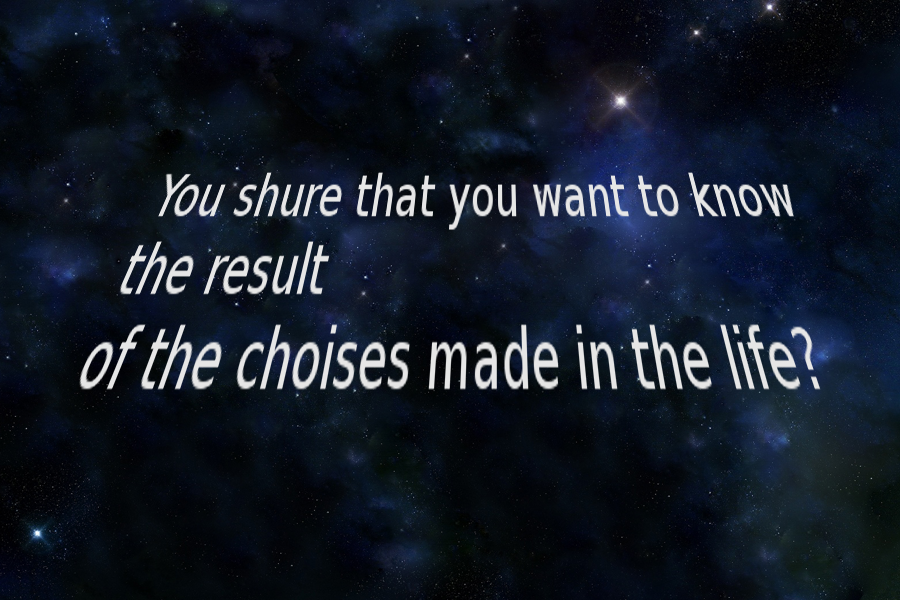 You shure that you want to know
the result
of the choises made in the life?